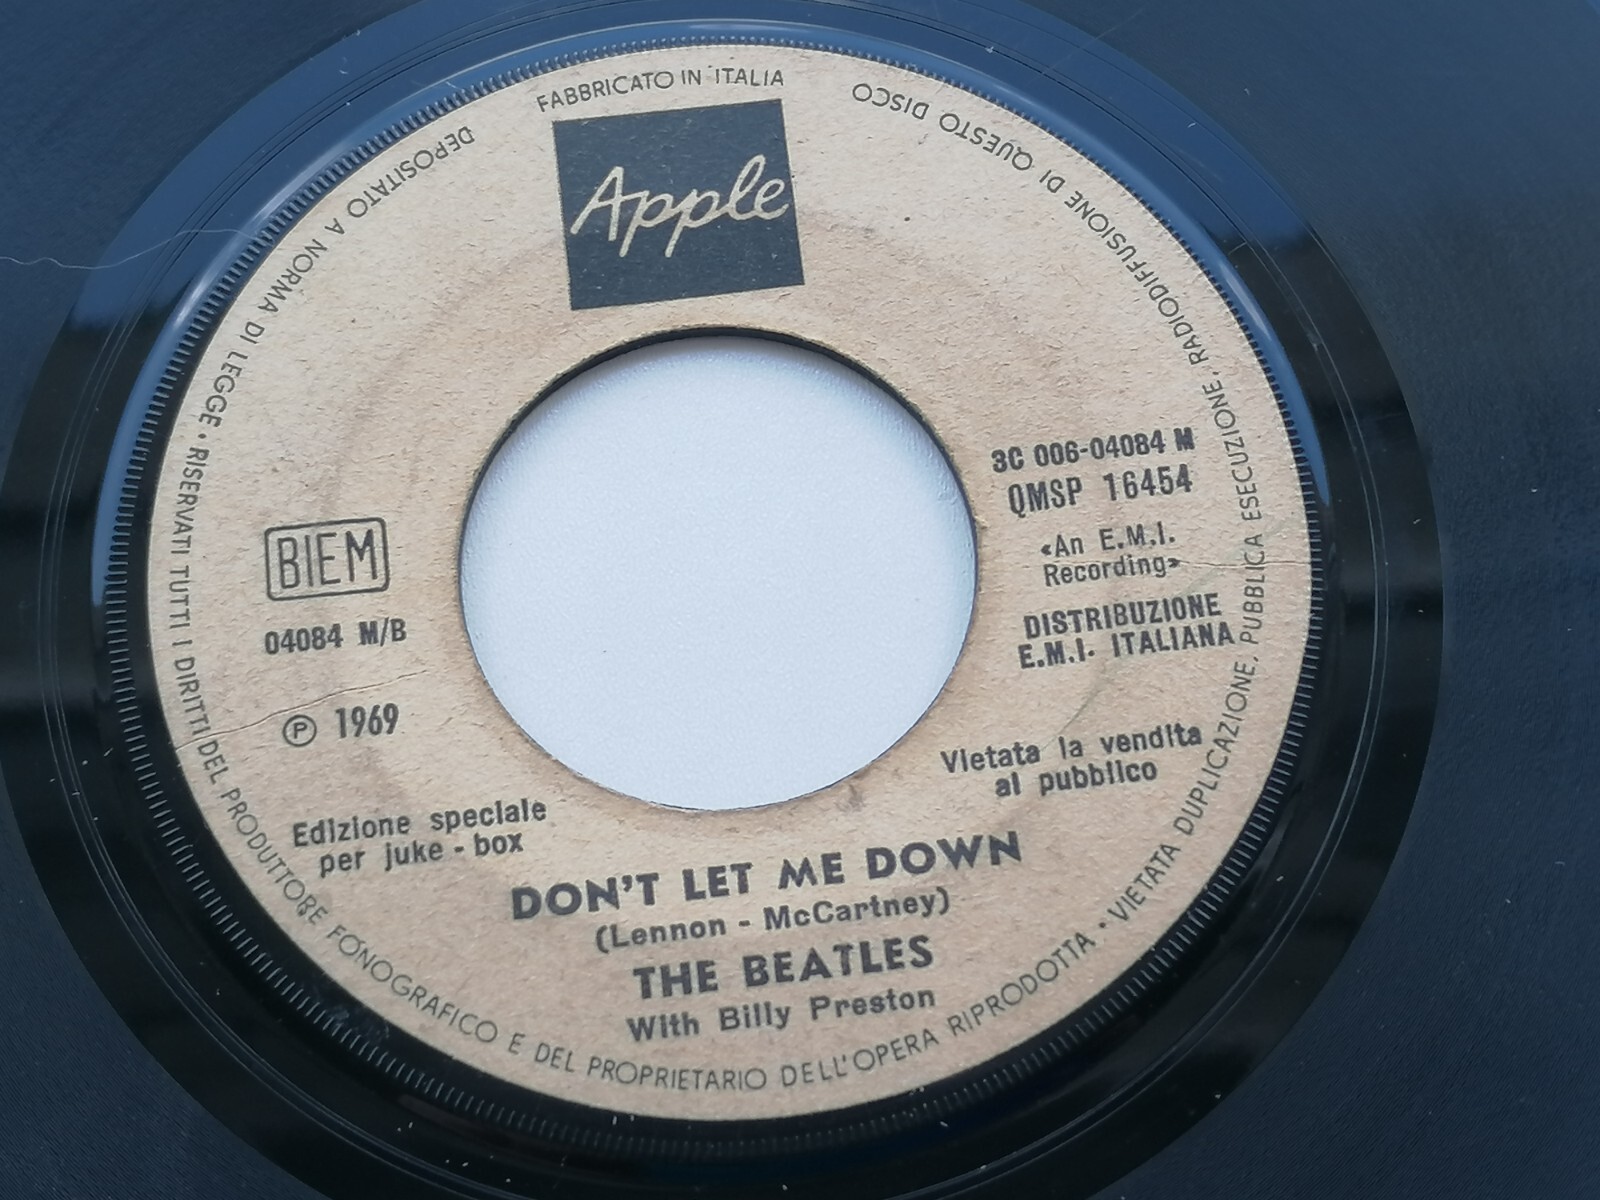 FABBRICATO IN ITALIA
Apple
DEPOSITATO A NORMA DI LEGGE • RISERVATI TUTTI I DIRITTI DEL PRODUTTORE FONOGRAFICO E DEL PROPRIETARIO DELL'OPERA RIPRODOTTA • VIETATA DUPLICAZIONE, PUBBLICA ESECUZIONE, RADIODIFFUSIONE DI QUESTO DISCO
BIEM
04084 M/B
Ⓟ 1969
3C 006-04084 M
QMSP 16454
«An E.M.I.
Recording»
DISTRIBUZIONE
E.M.I. ITALIANA
Vietata la vendita
al pubblico
Edizione speciale
per juke - box
DON'T LET ME DOWN
(Lennon - McCartney)
THE BEATLES
With Billy Preston